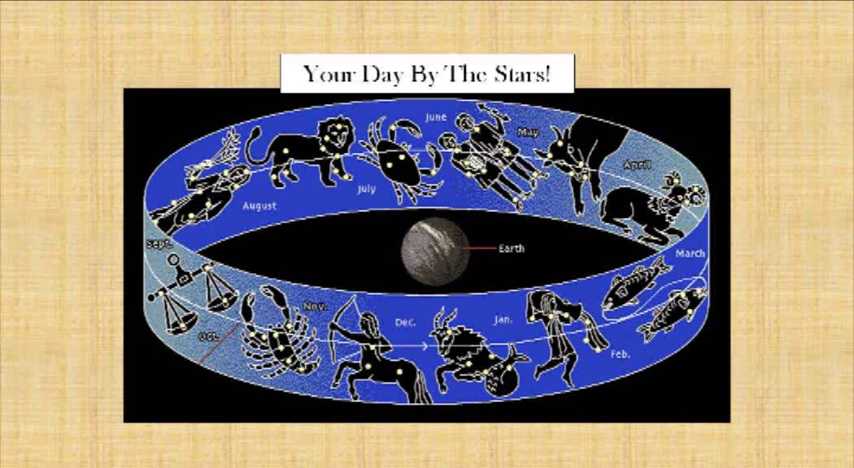 Your Day By The Stars!
June
May
April
July
August
Sept.
Earth
March
Nov.
Dec.
Jan.
Oct.
Feb.